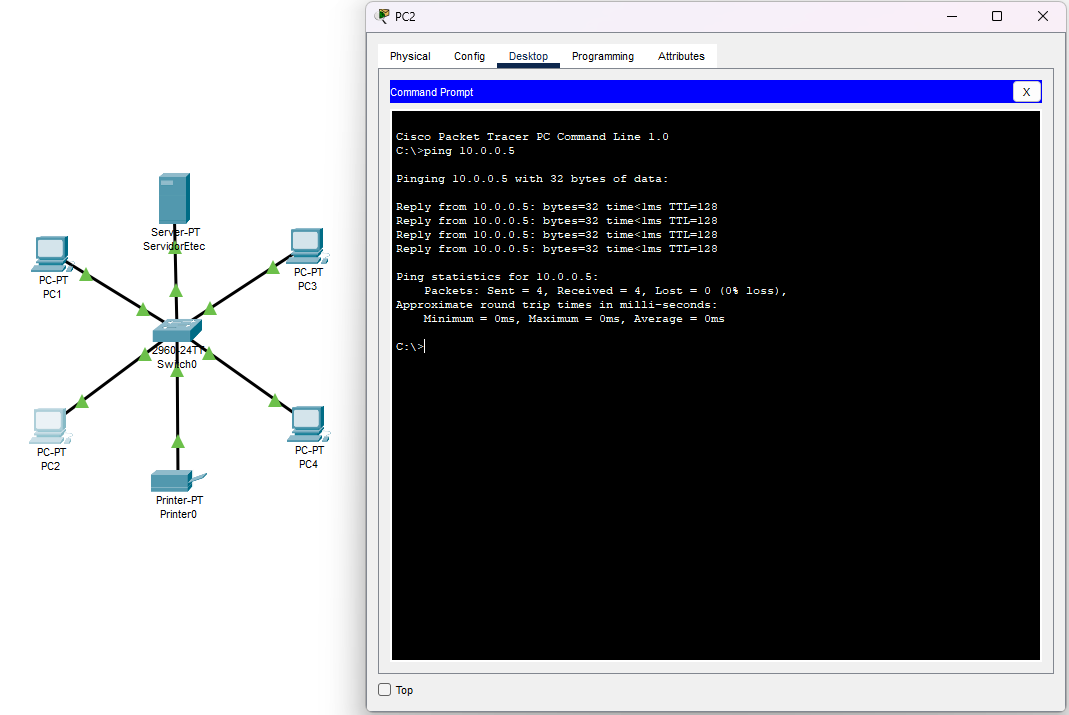 Server-PT
ServidorEtec
PC-PT
PC1
PC-PT
PC3
2960-24TT
Switch0
PC-PT
PC2
PC-PT
PC4
Printer-PT
Printer0
PC2
Physical Config Desktop Programming Attributes
Command Prompt X
Cisco Packet Tracer PC Command Line 1.0
C:\>ping 10.0.0.5
Pinging 10.0.0.5 with 32 bytes of data:
Reply from 10.0.0.5: bytes=32 time<1ms TTL=128
Reply from 10.0.0.5: bytes=32 time<1ms TTL=128
Reply from 10.0.0.5: bytes=32 time<1ms TTL=128
Reply from 10.0.0.5: bytes=32 time<1ms TTL=128
Ping statistics for 10.0.0.5:
Packets: Sent = 4, Received = 4, Lost = 0 (0% loss),
Approximate round trip times in milli-seconds:
Minimum = 0ms, Maximum = 0ms, Average = 0ms
C:\>
Top